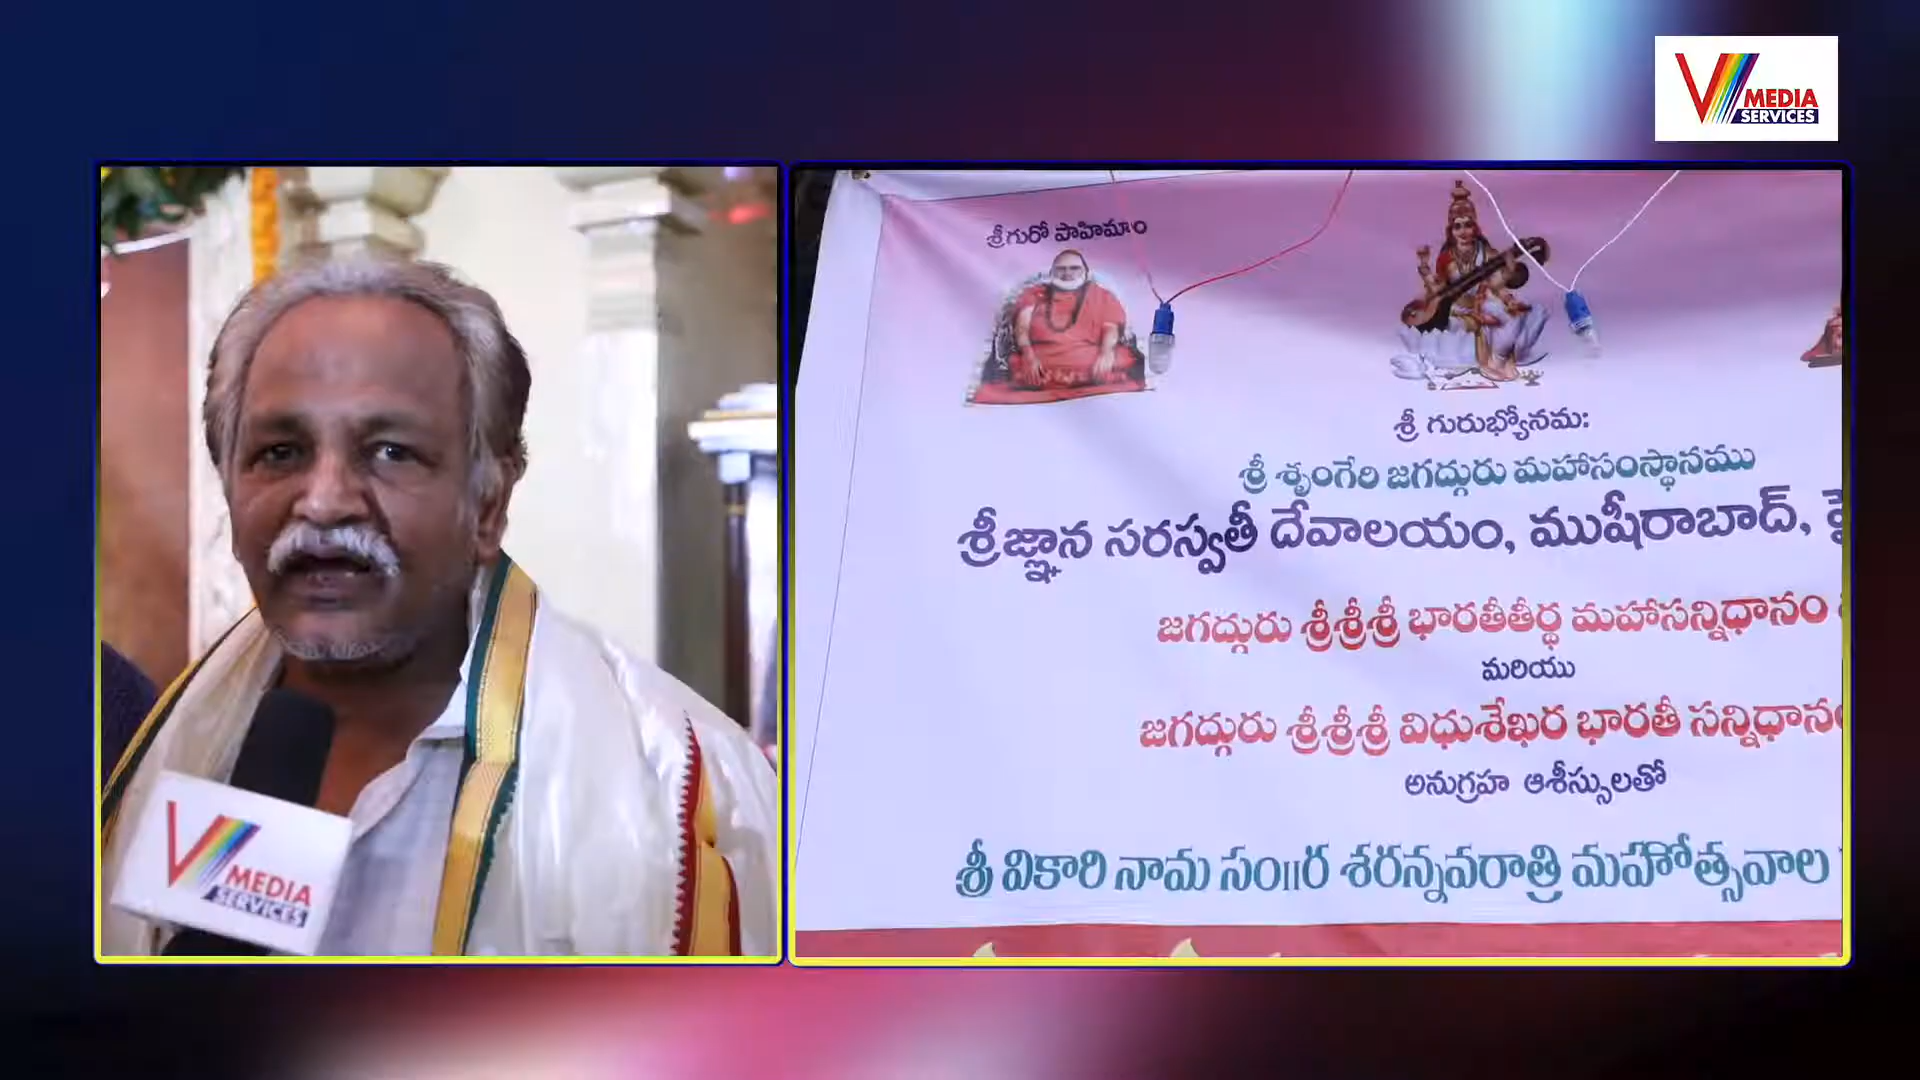 V MEDIA
SERVICES
V MEDIA
SERVICES
శ్రీగురో పాహిమాం
శ్రీ గురుభ్యోనమః
శ్రీ శృంగేరి జగద్గురు మహాసంస్థానము
శ్రీజ్ఞాన సరస్వతీ దేవాలయం, ముషీరాబాద్,
జగద్గురు శ్రీశ్రీశ్రీ భారతీతీర్థ మహాసన్నిధానం
మరియు
జగద్గురు శ్రీశ్రీశ్రీ విధుశేఖర భారతీ సన్నిధానం
అనుగ్రహ ఆశీస్సులతో
శ్రీ వికారి నామ సం॥ర శరన్నవరాత్రి మహోత్సవాల